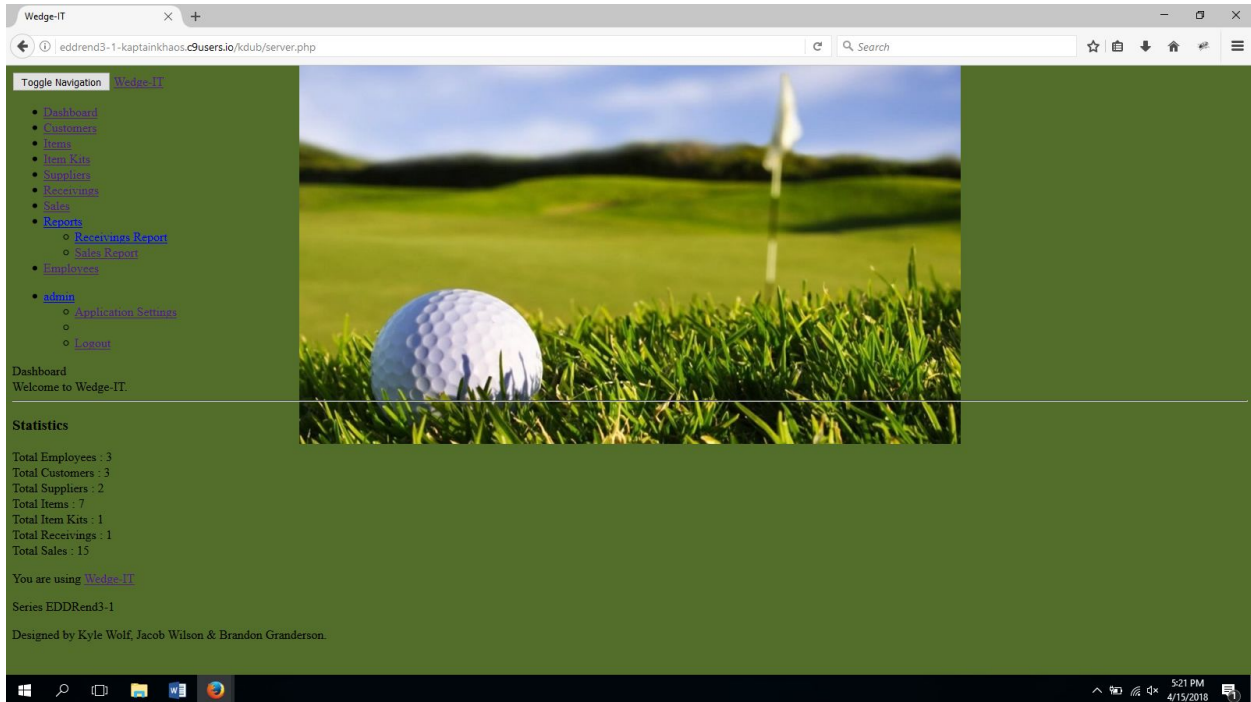 Wedge-IT
eddrend3-1-kaptainkhaos.c9users.io/kdub/server.php
Search
Toggle Navigation Wedge-IT
Dashboard
Customers
Items
Item Kits
Suppliers
Receivings
Sales
Reports
Receivings Report
Sales Report
Employees
admin
Application Settings
Logout
Dashboard
Welcome to Wedge-IT.
Statistics
Total Employees : 3
Total Customers : 3
Total Suppliers : 2
Total Items : 7
Total Item Kits : 1
Total Receivings : 1
Total Sales : 15
You are using Wedge-IT
Series EDDRend3-1
Designed by Kyle Wolf, Jacob Wilson & Brandon Granderson.
5:21 PM
4/15/2018